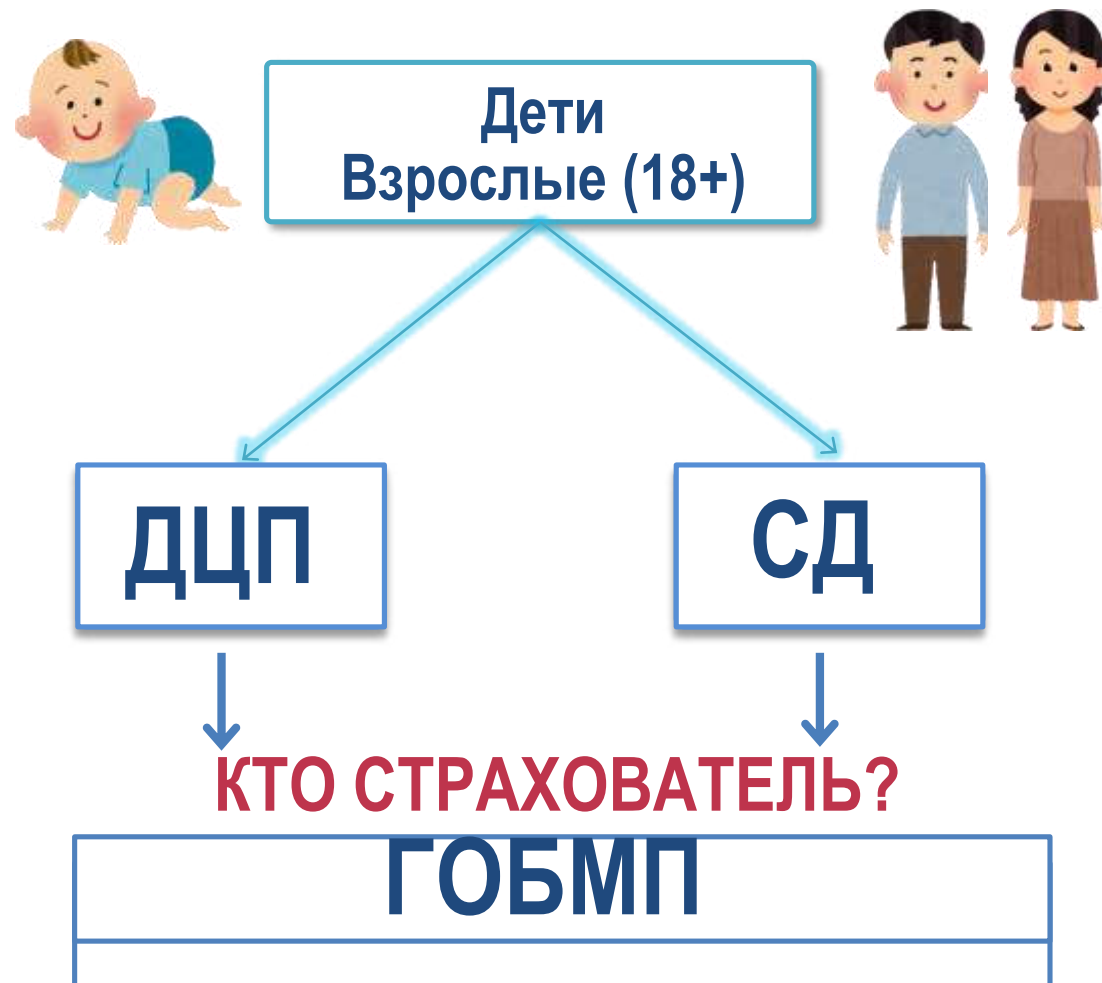 Дети
Взрослые (18+)
ДЦП
СД
КТО СТРАХОВАТЕЛЬ?
ГОБМП